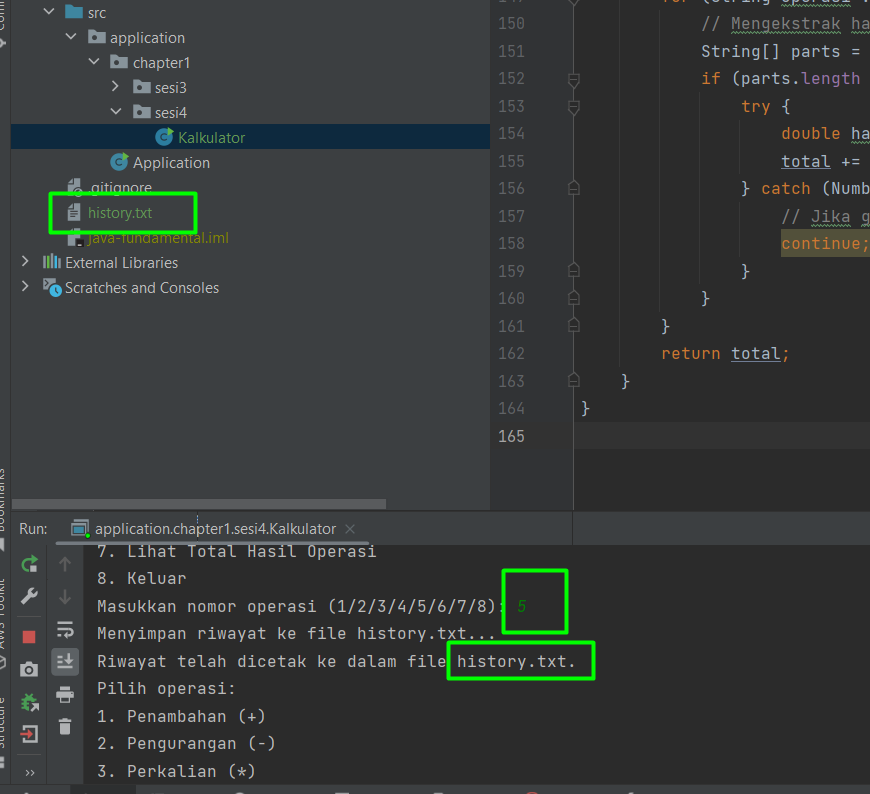 src
application
chapter1
sesi3
sesi4
Kalkulator
Application
.gitignore
history.txt
java-fundamental.iml
External Libraries
Scratches and Consoles
150 // Mengekstrak
151 String[] parts =
152 if (parts.length
153 try {
154 double
155 total +=
156 } catch
157 // Jika
158 continue;
159 }
160 }
161 }
162 return total;
163 }
164 }
165
Run: application.chapter1.sesi4.Kalkulator
7. Lihat Total Hasil Operasi
8. Keluar
Masukkan nomor operasi (1/2/3/4/5/6/7/8): 5
Menyimpan riwayat ke file history.txt...
Riwayat telah dicetak ke dalam file history.txt.
Pilih operasi:
1. Penambahan (+)
2. Pengurangan (-)
3. Perkalian (*)
AWS Toolkit